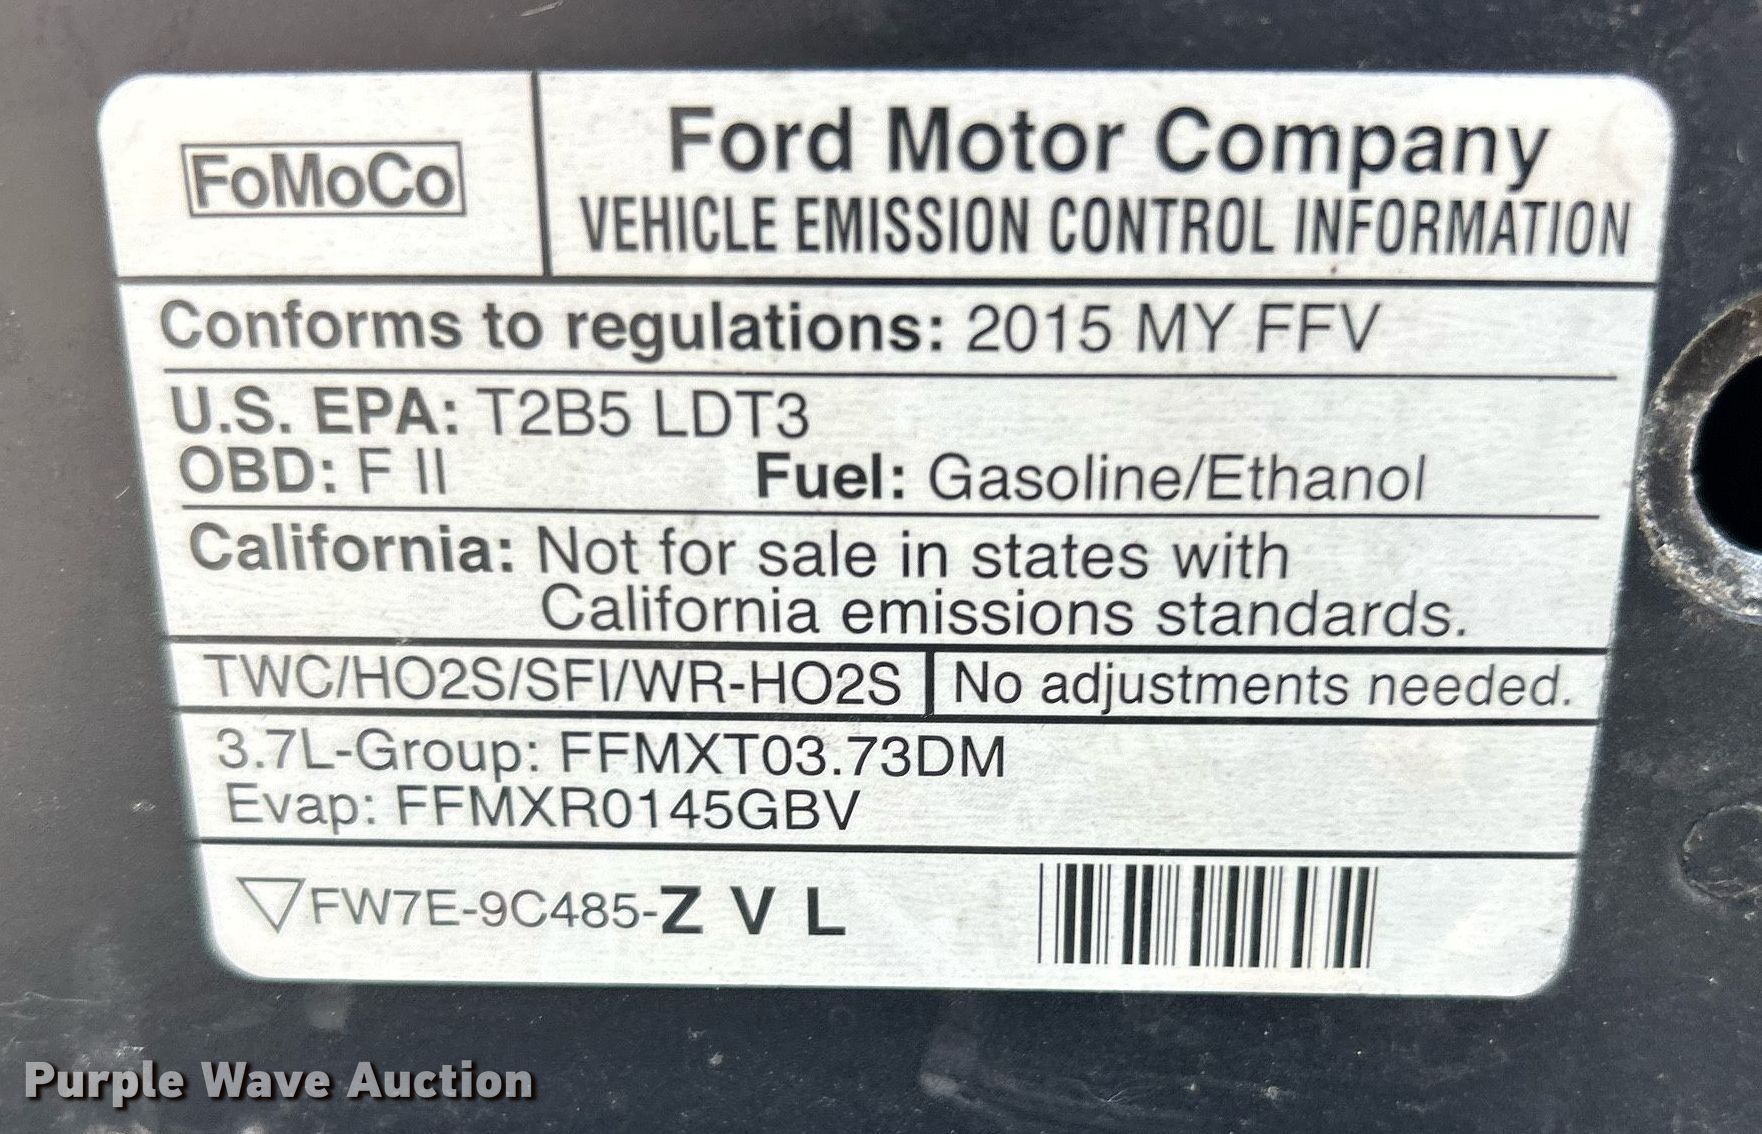 FoMoCo
Ford Motor Company
VEHICLE EMISSION CONTROL INFORMATION
Conforms to regulations: 2015 MY FFV
U.S. EPA: T2B5 LDT3
OBD: F II Fuel: Gasoline/Ethanol
California: Not for sale in states with
California emissions standards.
TWC/HO2S/SFI/WR-HO2S No adjustments needed.
3.7L-Group: FFMXT03.73DM
Evap: FFMXR0145GBV
FW7E-9C485-Z V L
Purple Wave Auction